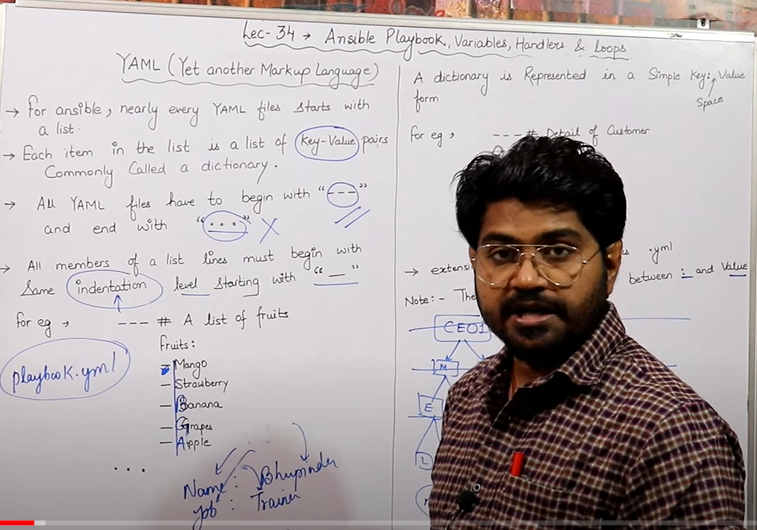 Lec-34 → Ansible Playbook, Variables, Handlers & Loops
YAML (Yet another Markup Language)
→ For ansible, nearly every YAML files starts with
a list.
→ Each item in the list is a list of Key-Value pairs
Commonly Called a dictionary.
→ All YAML files have to begin with "---"
and end with "..." X
→ All members of a list lines must begin with
Same indentation level starting with "-"
For eg, --- # A list of fruits
Fruits:
- Mango
- Strawberry
- Banana
- Grapes
- Apple
...
playbook.yml
Name: Bhupinder
Job: Trainer
A dictionary is Represented in a Simple Key: Value
form
Space
For eg, --- # Detail of Customer
.yml
between : and Value
Note:- The
CEO
M
E
L